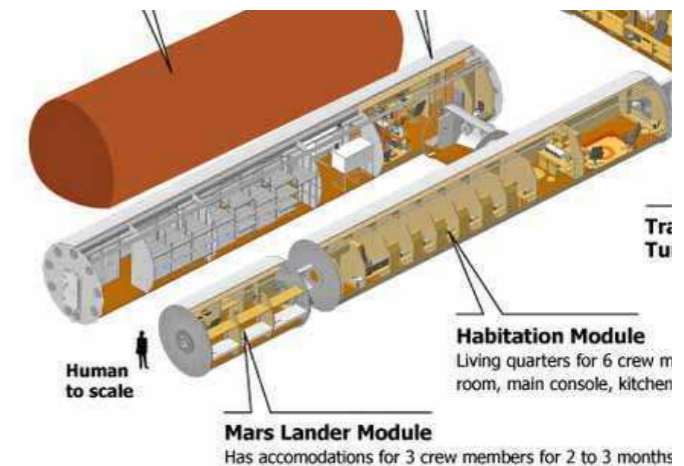 Tra
Tu
Habitation Module
Living quarters for 6 crew m
room, main console, kitchen
Human
to scale
Mars Lander Module
Has accomodations for 3 crew members for 2 to 3 months